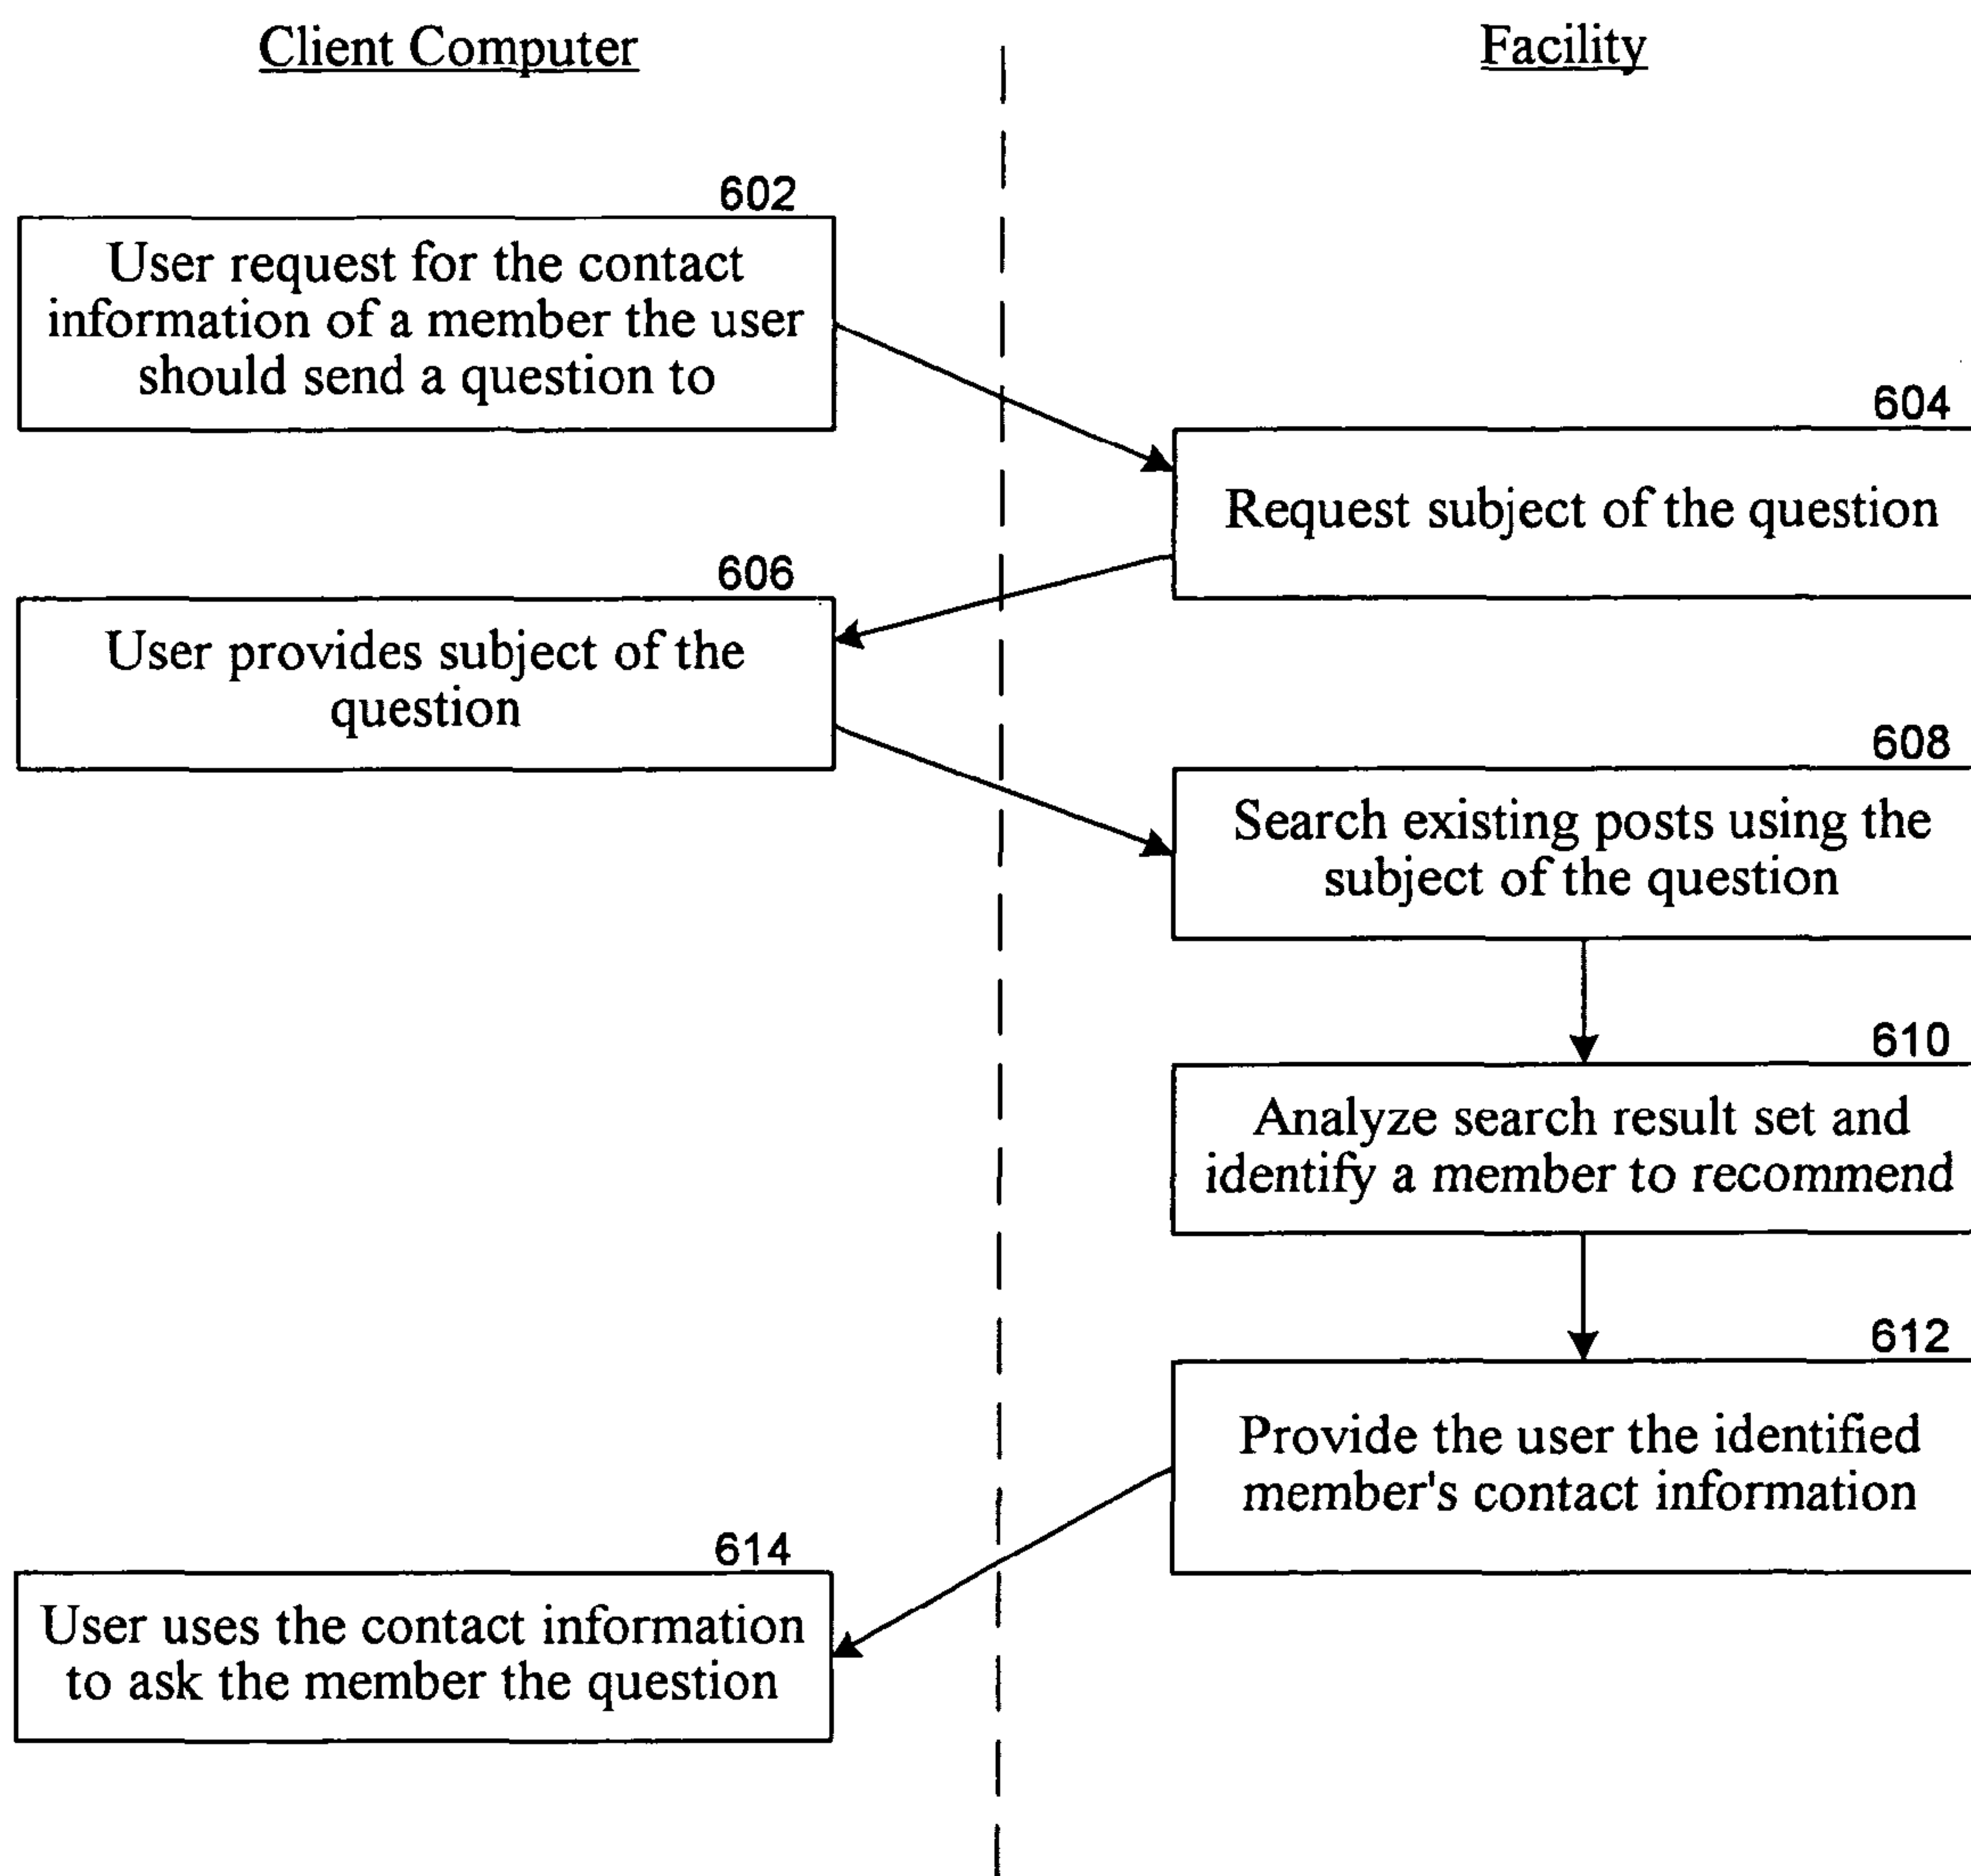 Client Computer
Facility
602
User request for the contact
information of a member the user
should send a question to
604
Request subject of the question
606
User provides subject of the
question
608
Search existing posts using the
subject of the question
610
Analyze search result set and
identify a member to recommend
612
Provide the user the identified
member's contact information
614
User uses the contact information
to ask the member the question